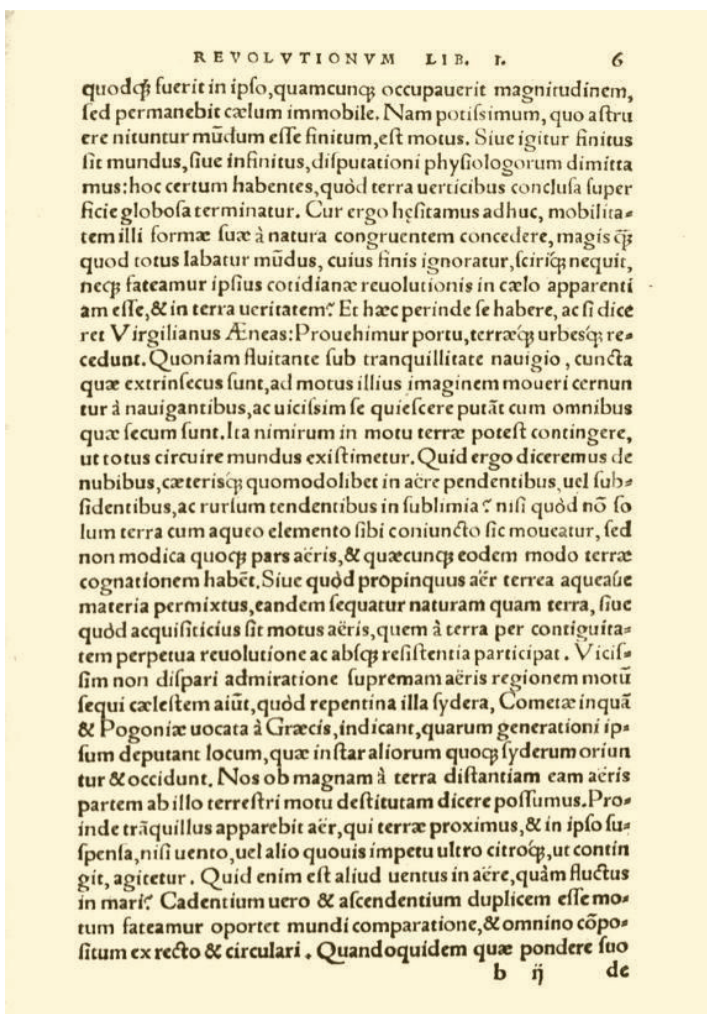 REVOLVTIONVM LIB. I. 6
quodq́ꝫ fuerit in ipſo,quamcunqꝫ occupauerit magnitudinem,
ſed permanebit cælum immobile. Nam potiſsimum, quo aſtru
ere nituntur mūdum eſſe finitum,eſt motus. Siue igitur finitus
ſit mundus,ſiue infinitus,diſputationi phyſiologorum dimitta
mus:hoc certum habentes,quòd terra uerticibus concluſa ſuper
ficie globoſa terminatur. Cur ergo hęſitamus adhuc, mobilita-
tem illi formæ ſuæ à natura congruentem concedere, magis q̄ꝫ
quod totus labatur mūdus, cuius finis ignoratur,ſciriq́ꝫ nequit,
neqꝫ fateamur ipſius cotidianæ reuolutionis in cælo apparenti
am eſſe,& in terra ueritatem? Et hæc perinde ſe habere, ac ſi dice
ret Virgilianus Æneas: Prouehimur portu,terræq́ꝫ urbesq́ꝫ re-
cedunt. Quoniam fluitante ſub tranquillitate nauigio, cuncta
quæ extrinſecus ſunt,ad motus illius imaginem moueri cernun
tur à nauigantibus,ac uiciſsim ſe quieſcere putāt cum omnibus
quæ ſecum ſunt. Ita nimirum in motu terræ poteſt contingere,
ut totus circuire mundus exiſtimetur. Quid ergo diceremus de
nubibus,cæterisq́ꝫ quomodolibet in aëre pendentibus,uel ſub-
ſidentibus,ac rurſum tendentibus in ſublimia? niſi quòd nō ſo
lum terra cum aqueo elemento ſibi coniuncto ſic moueatur, ſed
non modica quoqꝫ pars aëris,& quæcunqꝫ eodem modo terræ
cognationem habēt. Siue quòd propinquus aër terrea aqueaúe
materia permixtus,eandem ſequatur naturam quam terra, ſiue
quòd acquiſiticius ſit motus aëris,quem à terra per contiguita-
tem perpetua reuolutione ac absqꝫ reſiſtentia participat. Viciſ-
ſim non diſpari admiratione ſupremam aëris regionem motū
ſequi cæleſtem aiūt,quòd repentina illa ſydera, Cometæ inquā
& Pogoniæ uocata à Græcis,indicant,quarum generationi ip-
ſum deputant locum,quæ inſtar aliorum quoqꝫ ſyderum oriun
tur & occidunt. Nos ob magnam à terra diſtantiam eam aëris
partem ab illo terreſtri motu deſtitutam dicere poſſumus. Pro-
inde trāquillus apparebit aër,qui terræ proximus,& in ipſo ſu-
ſpenſa,niſi uento,uel alio quouis impetu ultro citroq́ꝫ,ut contin
git, agitetur. Quid enim eſt aliud uentus in aëre,quàm fluctus
in mari? Cadentium uero & aſcendentium duplicem eſſe mo-
tum fateamur oportet mundi comparatione,& omnino cōpo-
ſitum ex recto & circulari. Quandoquidem quæ pondere ſuo
b ij de